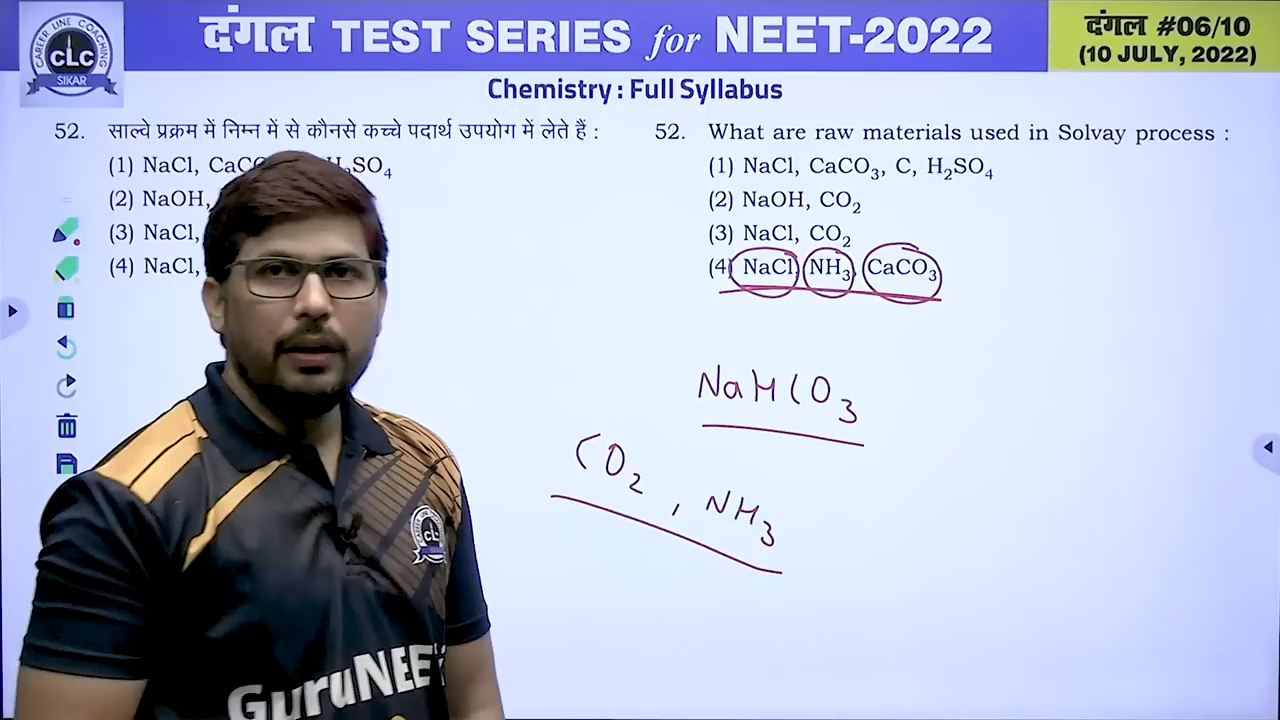 दंगल TEST SERIES for NEET-2022
दंगल #06/10
(10 JULY, 2022)
CAREER LINE COACHING
CLC
SIKAR
Chemistry : Full Syllabus
52. साल्वे प्रक्रम में निम्न में से कौनसे कच्चे पदार्थ उपयोग में लेते हैं :
(1) NaCl, CaCO H₂SO₄
(2) NaOH,
(3) NaCl,
(4) NaCl,
52. What are raw materials used in Solvay process :
(1) NaCl, CaCO₃, C, H₂SO₄
(2) NaOH, CO₂
(3) NaCl, CO₂
(4) NaCl, NH₃, CaCO₃
NaHCO₃
CO₂ , NH₃
CLC
GuruNEET